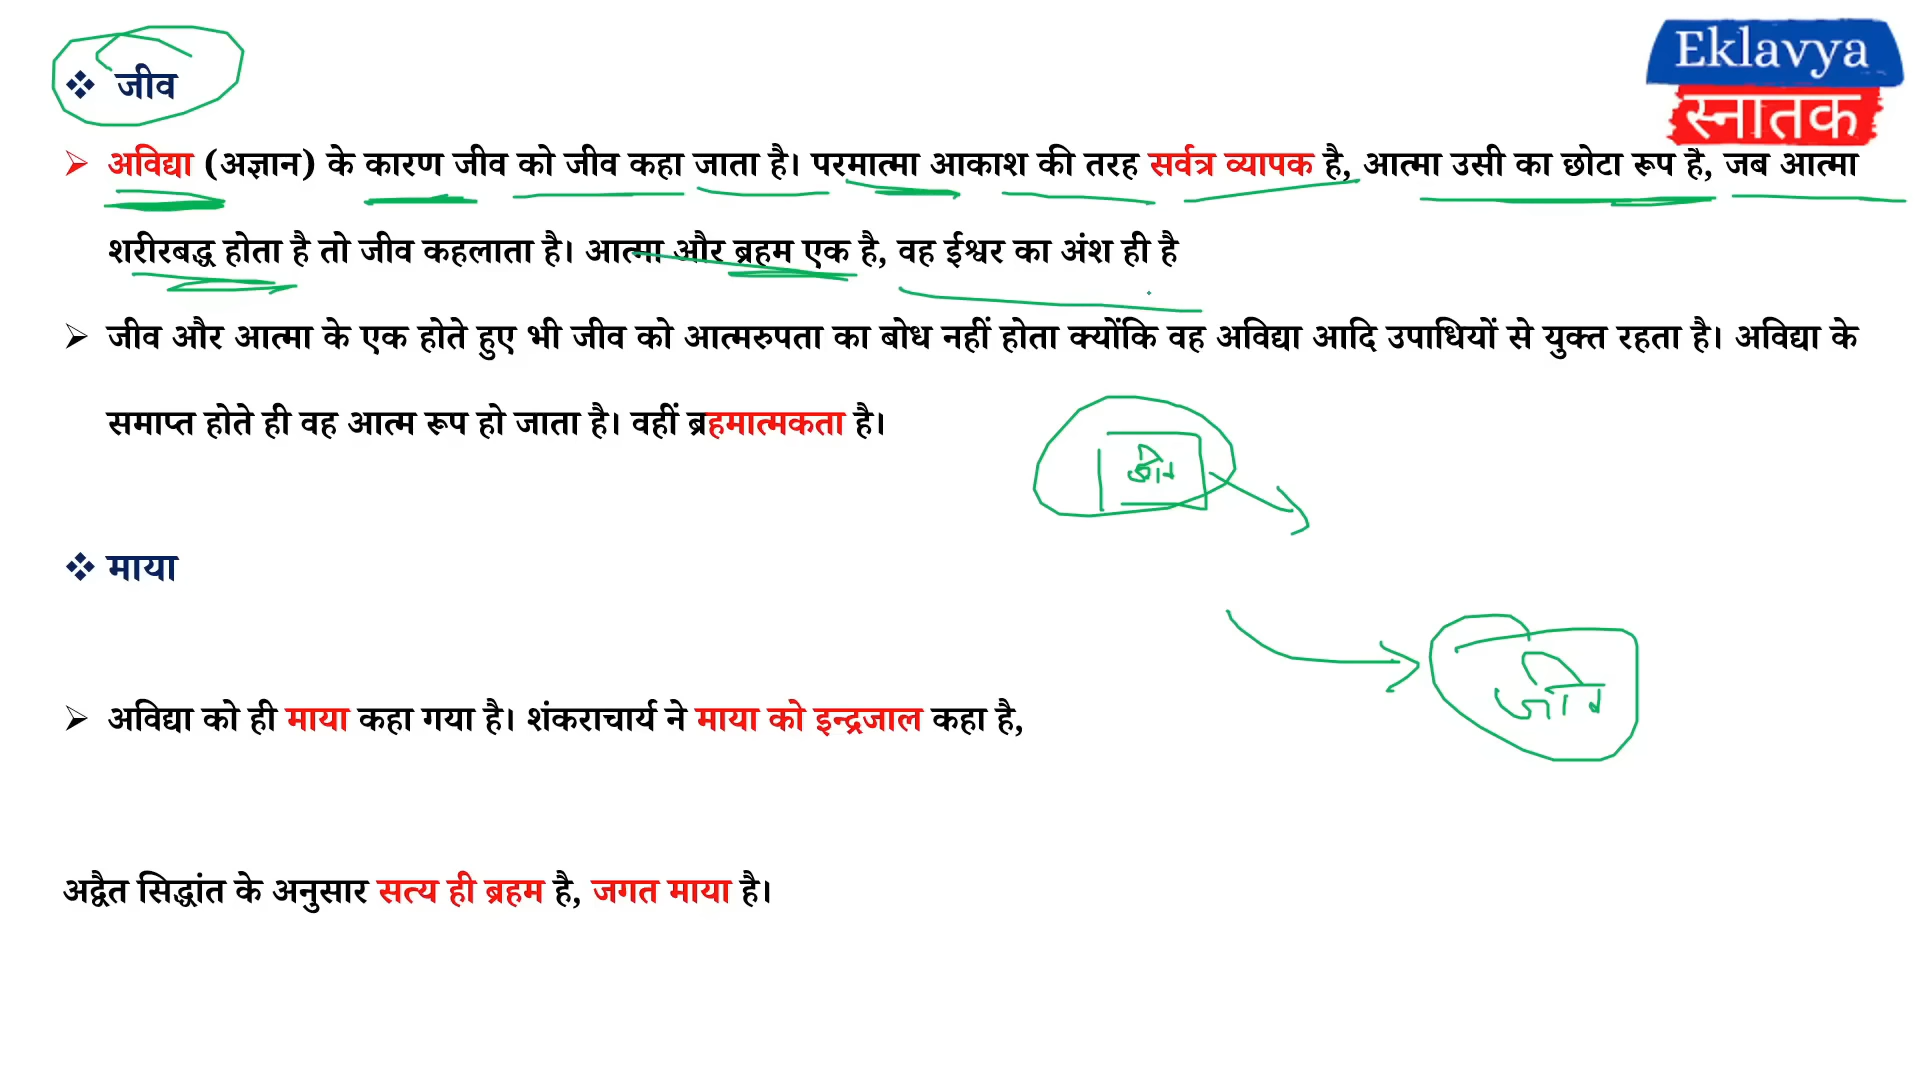 Eklavya
स्नातक
❖ जीव
➢ अविद्या (अज्ञान) के कारण जीव को जीव कहा जाता है। परमात्मा आकाश की तरह सर्वत्र व्यापक है, आत्मा उसी का छोटा रूप है, जब आत्मा
शरीरबद्ध होता है तो जीव कहलाता है। आत्मा और ब्रहम एक है, वह ईश्वर का अंश ही है
➢ जीव और आत्मा के एक होते हुए भी जीव को आत्मरुपता का बोध नहीं होता क्योंकि वह अविद्या आदि उपाधियों से युक्त रहता है। अविद्या के
समाप्त होते ही वह आत्म रूप हो जाता है। वहीं ब्रहमात्मकता है।
जीव
❖ माया
जीव
➢ अविद्या को ही माया कहा गया है। शंकराचार्य ने माया को इन्द्रजाल कहा है,
अद्वैत सिद्धांत के अनुसार सत्य ही ब्रहम है, जगत माया है।